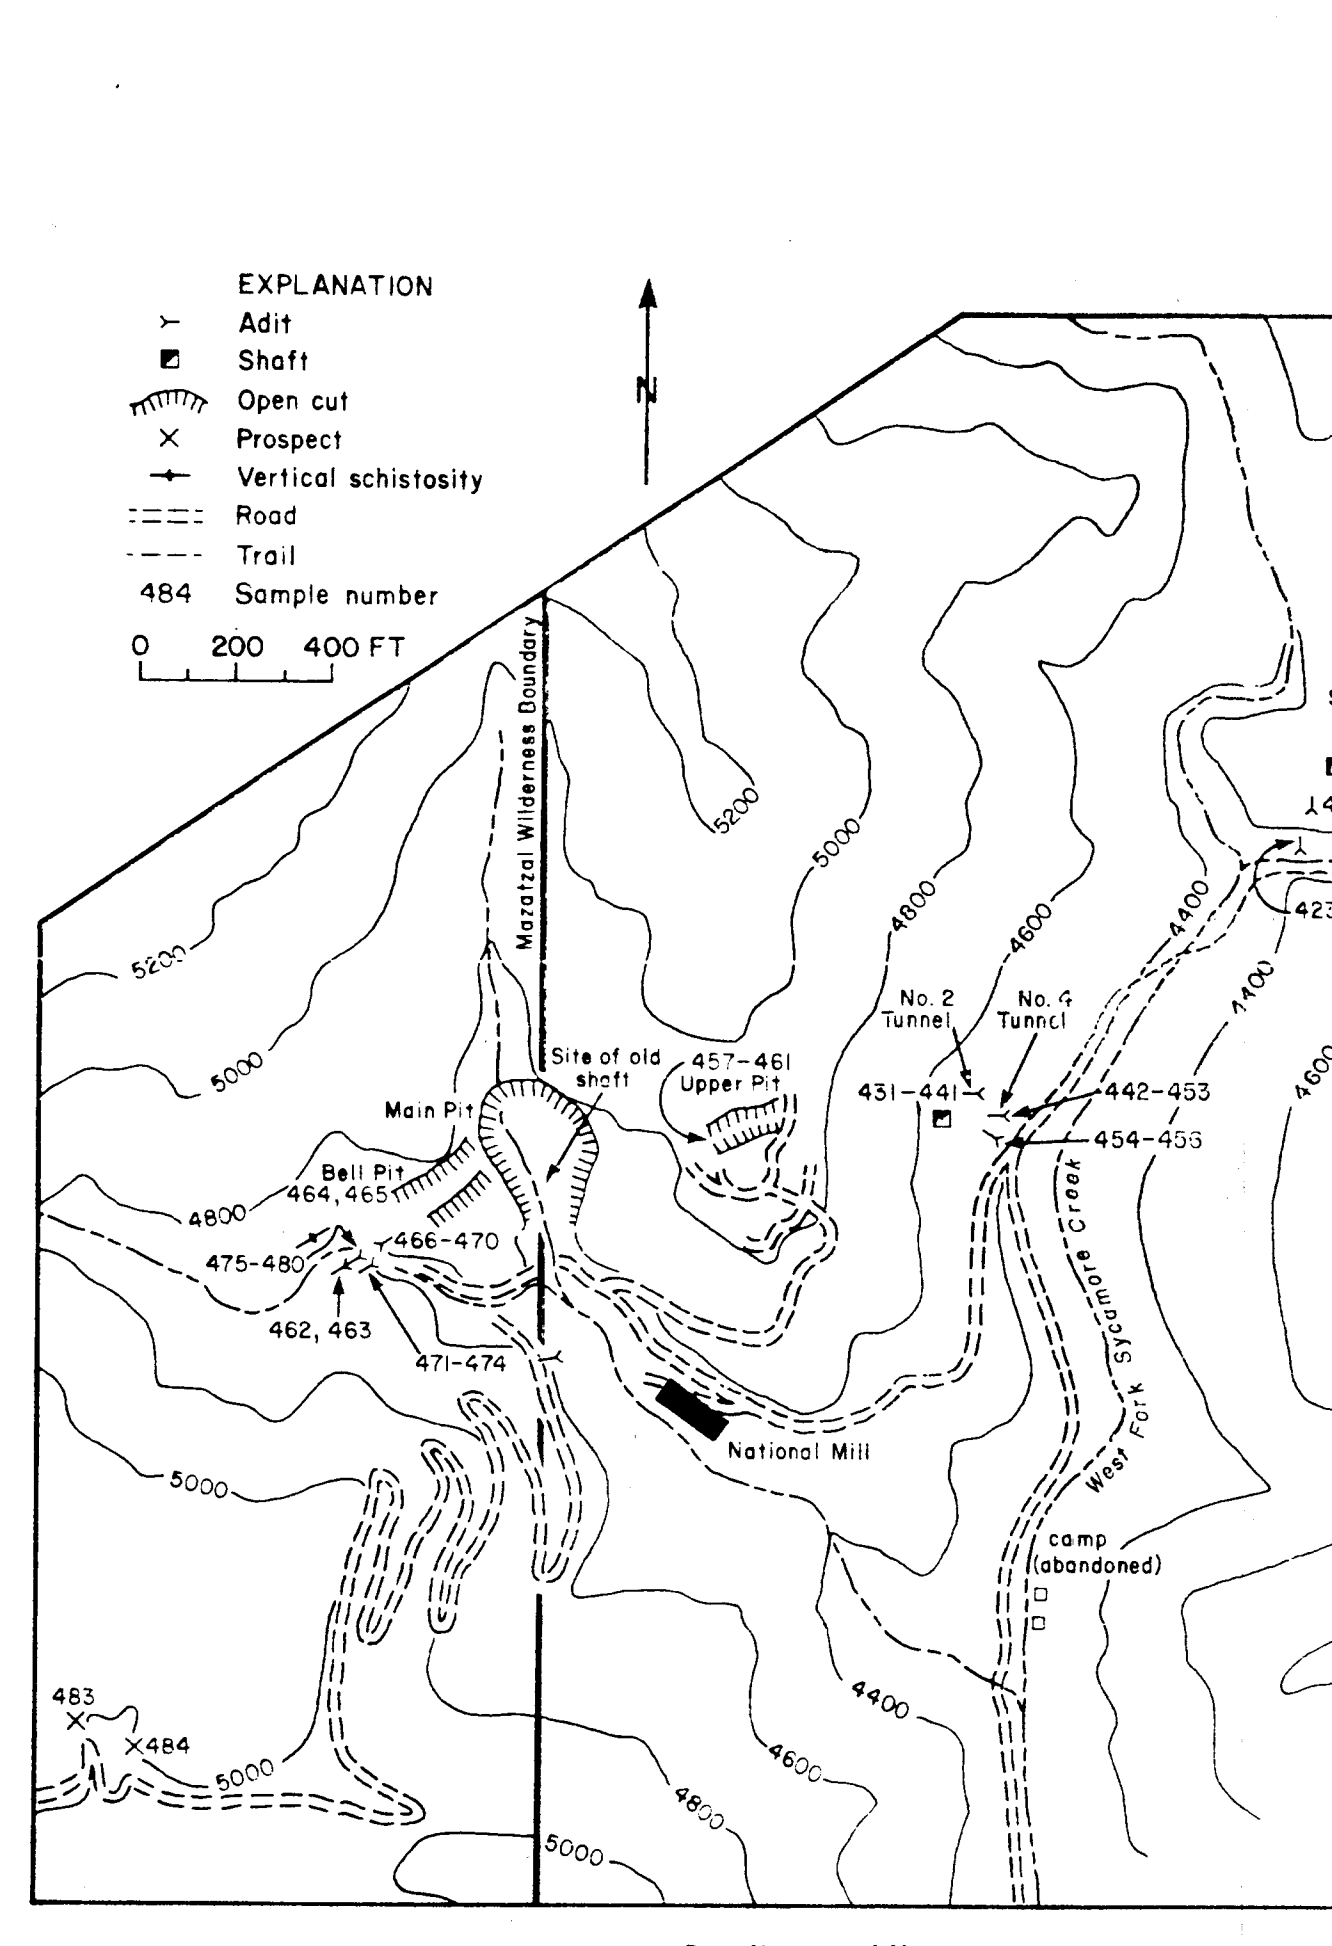 EXPLANATION
Adit
Shaft
Open cut
Prospect
Vertical schistosity
Road
Trail
484 Sample number
0 200 400 FT
N
Mazatzal Wilderness Boundary
5200
5000
4800
4600
4400
4400
4600
5200
5000
4800
423
No. 2
Tunnel
No. 4
Tunnel
Site of old
shaft
457-461
Upper Pit
431-441
442-453
454-456
Main Pit
Bell Pit
464, 465
466-470
475-480
462, 463
471-474
West Fork Sycamore Creek
National Mill
camp
(abandoned)
5000
483
484
5000
4400
4600
4800
5000